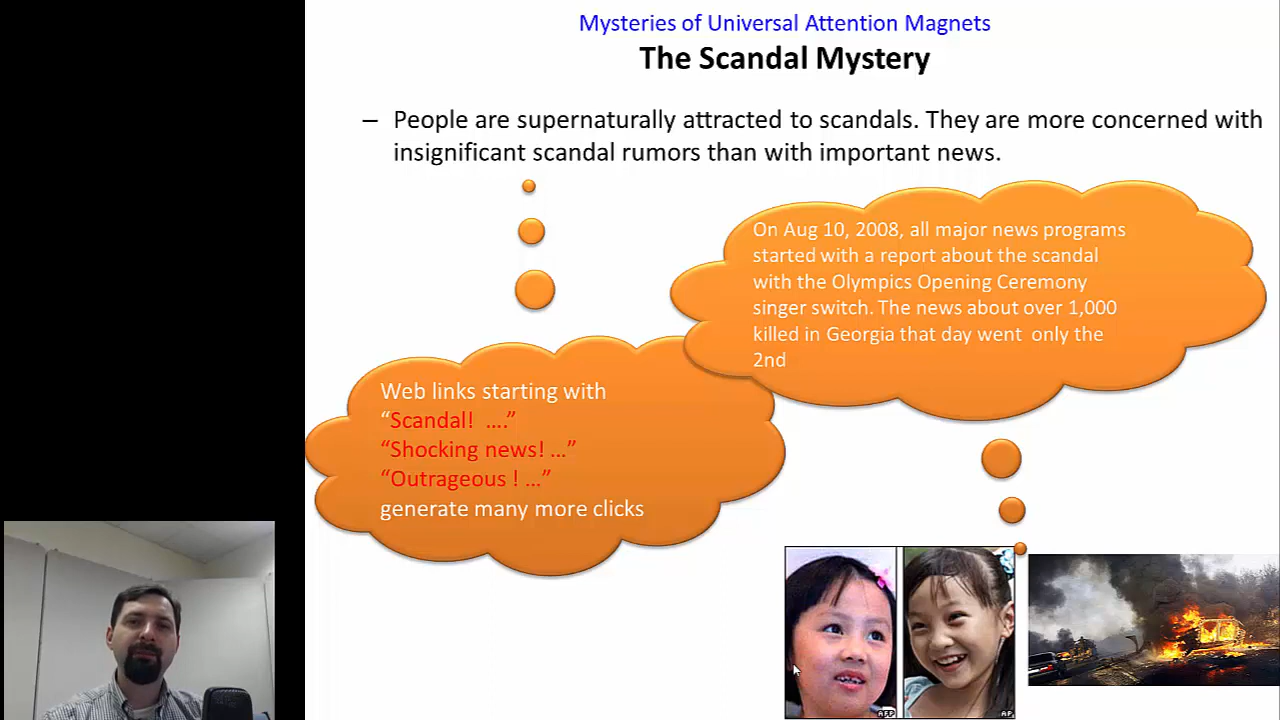 Mysteries of Universal Attention Magnets
The Scandal Mystery
– People are supernaturally attracted to scandals. They are more concerned with
insignificant scandal rumors than with important news.
On Aug 10, 2008, all major news programs
started with a report about the scandal
with the Olympics Opening Ceremony
singer switch. The news about over 1,000
killed in Georgia that day went only the
2nd
Web links starting with
“Scandal! ….”
“Shocking news! …”
“Outrageous ! …”
generate many more clicks
AFP
AP